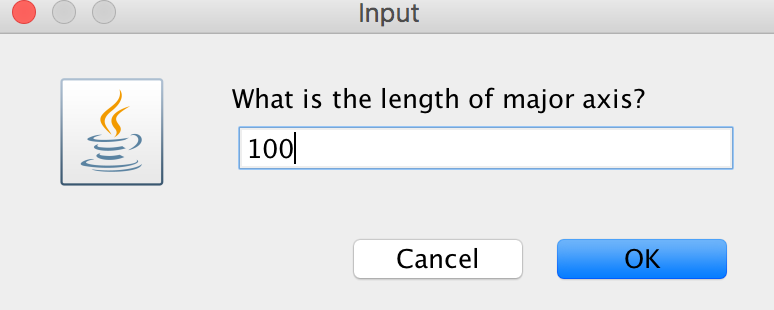 Input
What is the length of major axis?
100
Cancel OK